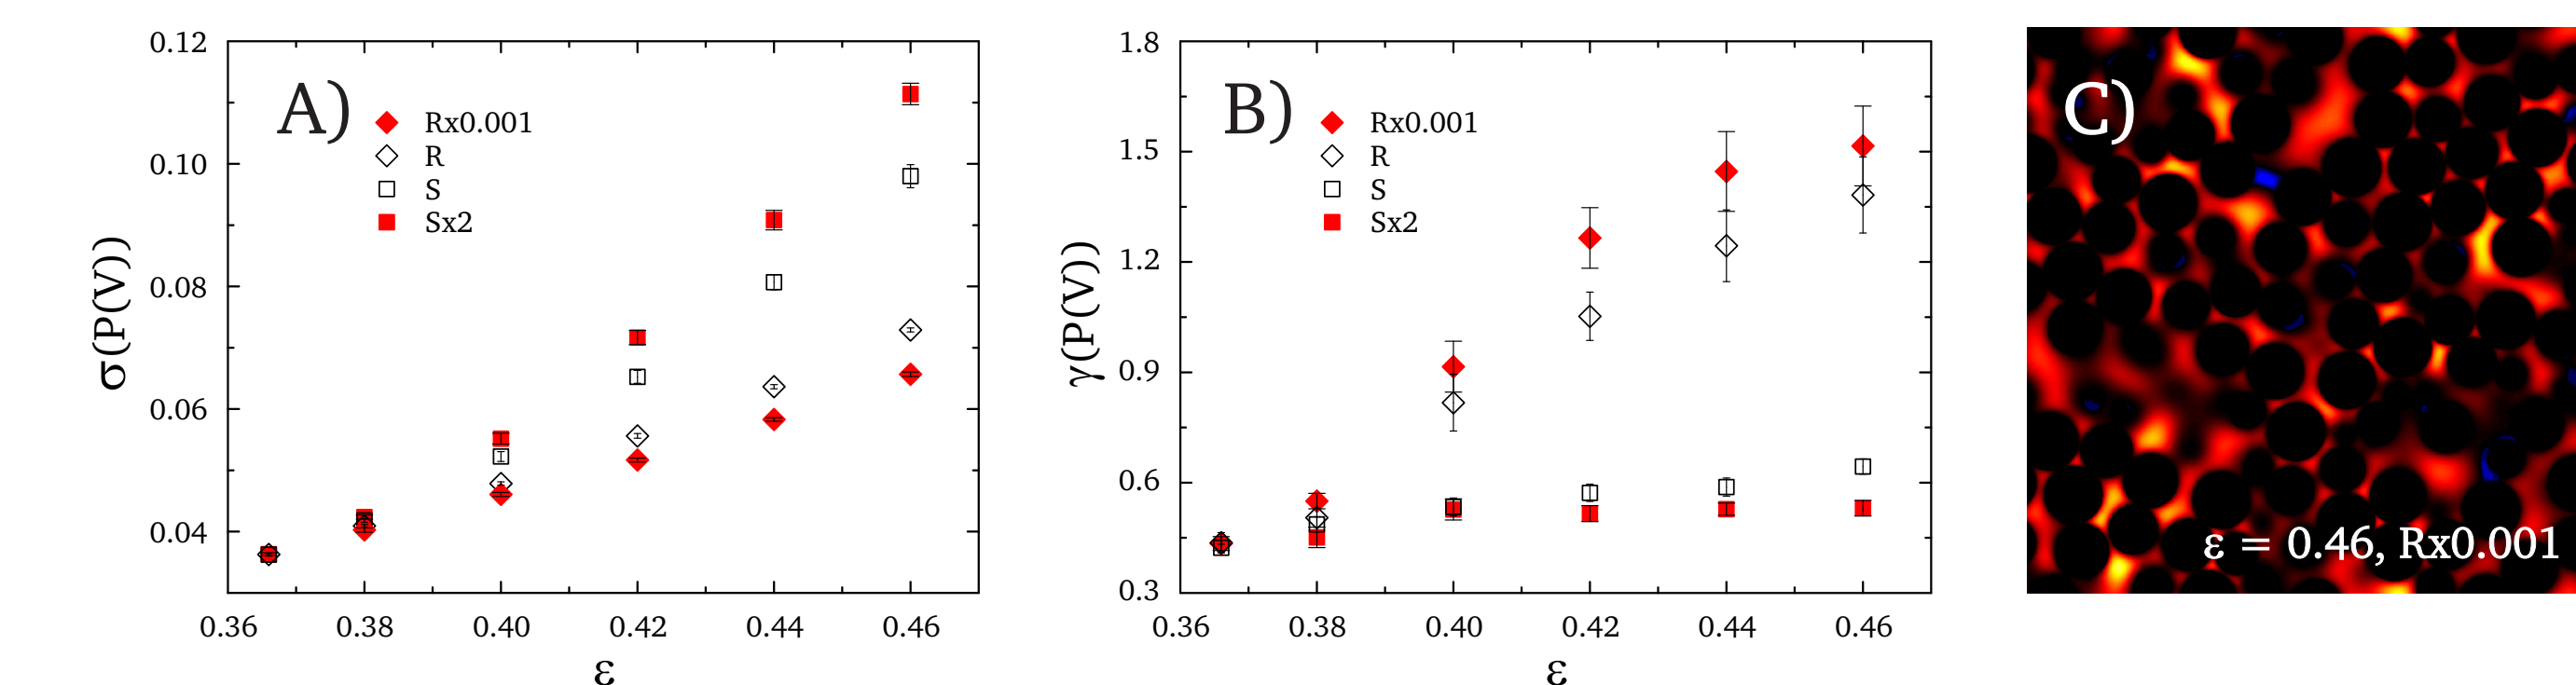 A)
Rx0.001
R
S
Sx2
0.12
0.10
0.08
0.06
0.04
σ(P(V))
0.36 0.38 0.40 0.42 0.44 0.46
ε
B)
Rx0.001
R
S
Sx2
1.8
1.5
1.2
0.9
0.6
0.3
γ(P(V))
0.36 0.38 0.40 0.42 0.44 0.46
ε
C)
ε = 0.46, Rx0.001